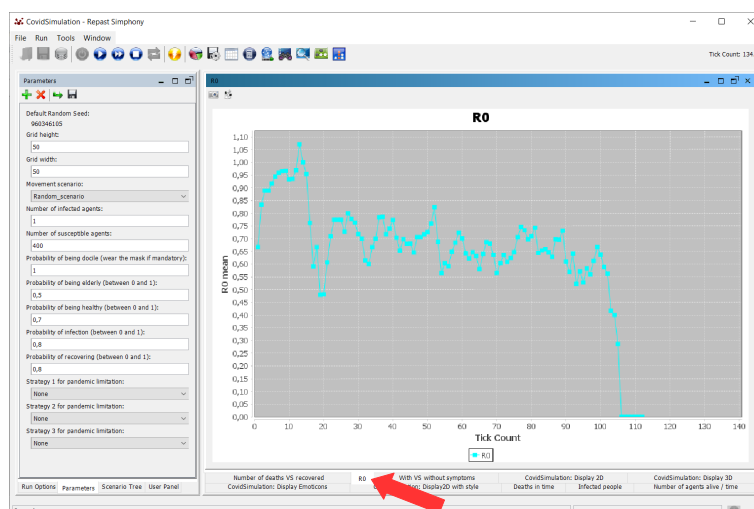 CovidSimulation - Repast Simphony
File Run Tools Window
Tick Count: 134
Parameters
Default Random Seed:
960346105
Grid height:
50
Grid width:
50
Movement scenario:
Random_scenario
Number of infected agents:
1
Number of susceptible agents:
400
Probability of being docile (wear the mask if mandatory):
1
Probability of being elderly (between 0 and 1):
0,5
Probability of being healthy (between 0 and 1):
0,7
Probability of infection (between 0 and 1):
0,8
Probability of recovering (between 0 and 1):
0,8
Strategy 1 for pandemic limitation:
None
Strategy 2 for pandemic limitation:
None
Strategy 3 for pandemic limitation:
None
Run Options Parameters Scenario Tree User Panel
R0
R0
1,10
1,05
1,00
0,95
0,90
0,85
0,80
0,75
0,70
0,65
0,60
0,55
0,50
0,45
0,40
0,35
0,30
0,25
0,20
0,15
0,10
0,05
0,00
R0 mean
0 10 20 30 40 50 60 70 80 90 100 110 120 130 140
Tick Count
R0
Number of deaths VS recovered R0 With VS without symptoms CovidSimulation: Display 2D CovidSimulation: Display 3D
CovidSimulation: Display Emoticons Display2D with style Deaths in time Infected people Number of agents alive / time